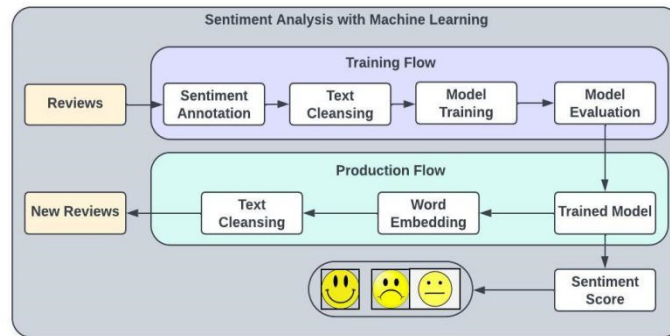 Sentiment Analysis with Machine Learning
Training Flow
Reviews
Sentiment
Annotation
Text
Cleansing
Model
Training
Model
Evaluation
Production Flow
New Reviews
Text
Cleansing
Word
Embedding
Trained Model
Sentiment
Score